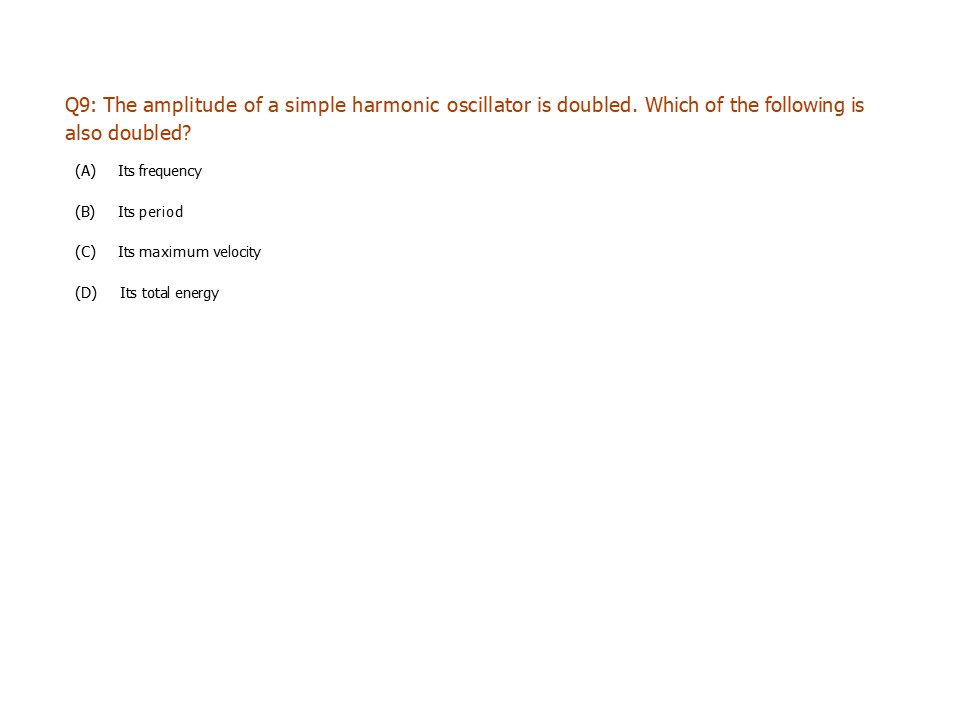 Q9: The amplitude of a simple harmonic oscillator is doubled. Which of the following is
also doubled?
(A) Its frequency
(B) Its period
(C) Its maximum velocity
(D) Its total energy